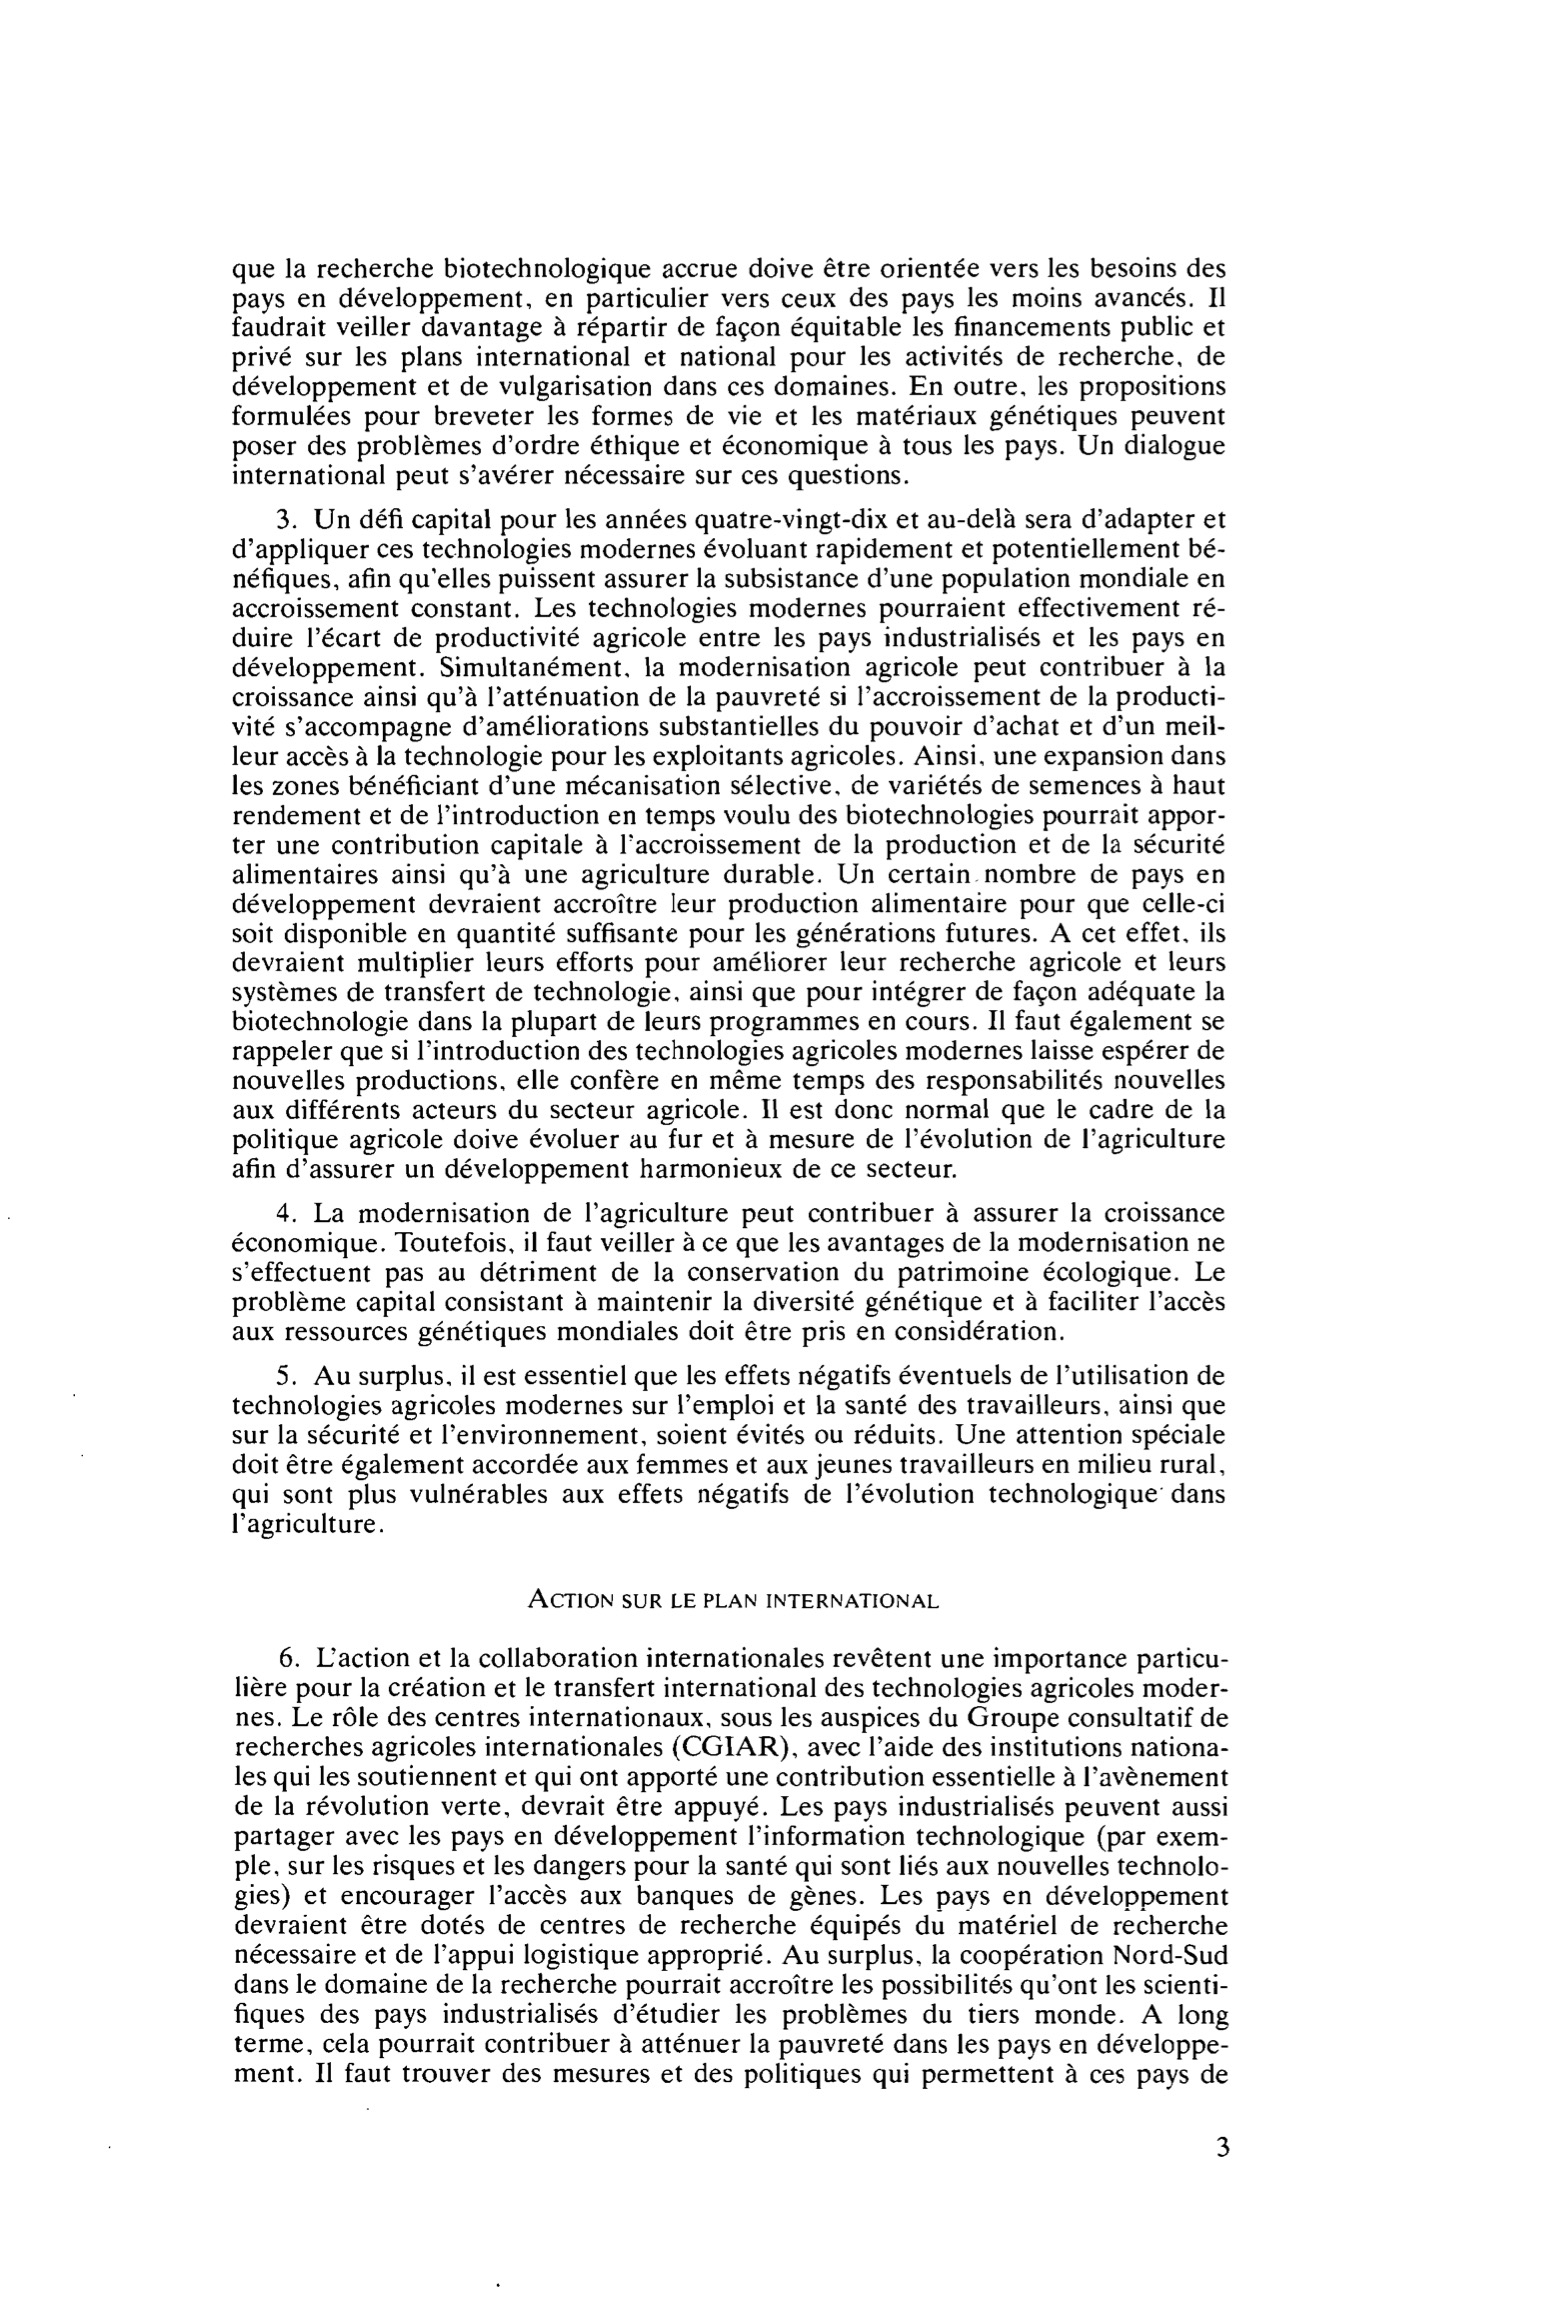 que la recherche biotechnologique accrue doive être orientée vers les besoins des
pays en développement, en particulier vers ceux des pays les moins avancés. Il
faudrait veiller davantage à répartir de façon équitable les financements public et
privé sur les plans international et national pour les activités de recherche, de
développement et de vulgarisation dans ces domaines. En outre, les propositions
formulées pour breveter les formes de vie et les matériaux génétiques peuvent
poser des problèmes d'ordre éthique et économique à tous les pays. Un dialogue
international peut s'avérer nécessaire sur ces questions.
3. Un défi capital pour les années quatre-vingt-dix et au-delà sera d'adapter et
d'appliquer ces technologies modernes évoluant rapidement et potentiellement bé-
néfiques, afin qu'elles puissent assurer la subsistance d'une population mondiale en
accroissement constant. Les technologies modernes pourraient effectivement ré-
duire l'écart de productivité agricole entre les pays industrialisés et les pays en
développement. Simultanément, la modernisation agricole peut contribuer à la
croissance ainsi qu'à l'atténuation de la pauvreté si l'accroissement de la producti-
vité s'accompagne d'améliorations substantielles du pouvoir d'achat et d'un meil-
leur accès à la technologie pour les exploitants agricoles. Ainsi, une expansion dans
les zones bénéficiant d'une mécanisation sélective, de variétés de semences à haut
rendement et de l'introduction en temps voulu des biotechnologies pourrait appor-
ter une contribution capitale à l'accroissement de la production et de la sécurité
alimentaires ainsi qu'à une agriculture durable. Un certain nombre de pays en
développement devraient accroître leur production alimentaire pour que celle-ci
soit disponible en quantité suffisante pour les générations futures. A cet effet, ils
devraient multiplier leurs efforts pour améliorer leur recherche agricole et leurs
systèmes de transfert de technologie, ainsi que pour intégrer de façon adéquate la
biotechnologie dans la plupart de leurs programmes en cours. Il faut également se
rappeler que si l'introduction des technologies agricoles modernes laisse espérer de
nouvelles productions, elle confère en même temps des responsabilités nouvelles
aux différents acteurs du secteur agricole. Il est donc normal que le cadre de la
politique agricole doive évoluer au fur et à mesure de l'évolution de l'agriculture
afin d'assurer un développement harmonieux de ce secteur.
4. La modernisation de l'agriculture peut contribuer à assurer la croissance
économique. Toutefois, il faut veiller à ce que les avantages de la modernisation ne
s'effectuent pas au détriment de la conservation du patrimoine écologique. Le
problème capital consistant à maintenir la diversité génétique et à faciliter l'accès
aux ressources génétiques mondiales doit être pris en considération.
5. Au surplus, il est essentiel que les effets négatifs éventuels de l'utilisation de
technologies agricoles modernes sur l'emploi et la santé des travailleurs, ainsi que
sur la sécurité et l'environnement, soient évités ou réduits. Une attention spéciale
doit être également accordée aux femmes et aux jeunes travailleurs en milieu rural,
qui sont plus vulnérables aux effets négatifs de l'évolution technologique dans
l'agriculture.
ACTION SUR LE PLAN INTERNATIONAL
6. L'action et la collaboration internationales revêtent une importance particu-
lière pour la création et le transfert international des technologies agricoles moder-
nes. Le rôle des centres internationaux, sous les auspices du Groupe consultatif de
recherches agricoles internationales (CGIAR), avec l'aide des institutions nationa-
les qui les soutiennent et qui ont apporté une contribution essentielle à l'avènement
de la révolution verte, devrait être appuyé. Les pays industrialisés peuvent aussi
partager avec les pays en développement l'information technologique (par exem-
ple, sur les risques et les dangers pour la santé qui sont liés aux nouvelles technolo-
gies) et encourager l'accès aux banques de gènes. Les pays en développement
devraient être dotés de centres de recherche équipés du matériel de recherche
nécessaire et de l'appui logistique approprié. Au surplus, la coopération Nord-Sud
dans le domaine de la recherche pourrait accroître les possibilités qu'ont les scienti-
fiques des pays industrialisés d'étudier les problèmes du tiers monde. A long
terme, cela pourrait contribuer à atténuer la pauvreté dans les pays en développe-
ment. Il faut trouver des mesures et des politiques qui permettent à ces pays de
3